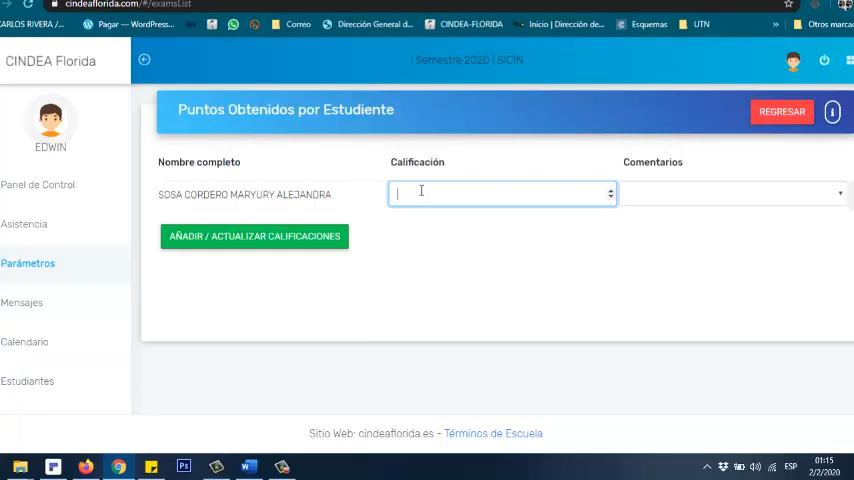 cindeaflorida.com/#/examsList
CARLOS RIVERA /... Pagar — WordPress... Correo Dirección General d... CINDEA-FLORIDA Inicio | Dirección de... Esquemas UTN » Otros marcad
CINDEA Florida
I Semestre 2020 | SICIN
Puntos Obtenidos por Estudiante
REGRESAR
EDWIN
Nombre completo Calificación Comentarios
Panel de Control
SOSA CORDERO MARYURY ALEJANDRA
Asistencia
AÑADIR / ACTUALIZAR CALIFICACIONES
Parámetros
Mensajes
Calendario
Estudiantes
Sitio Web: cindeaflorida.es - Términos de Escuela
ESP
01:15
2/2/2020